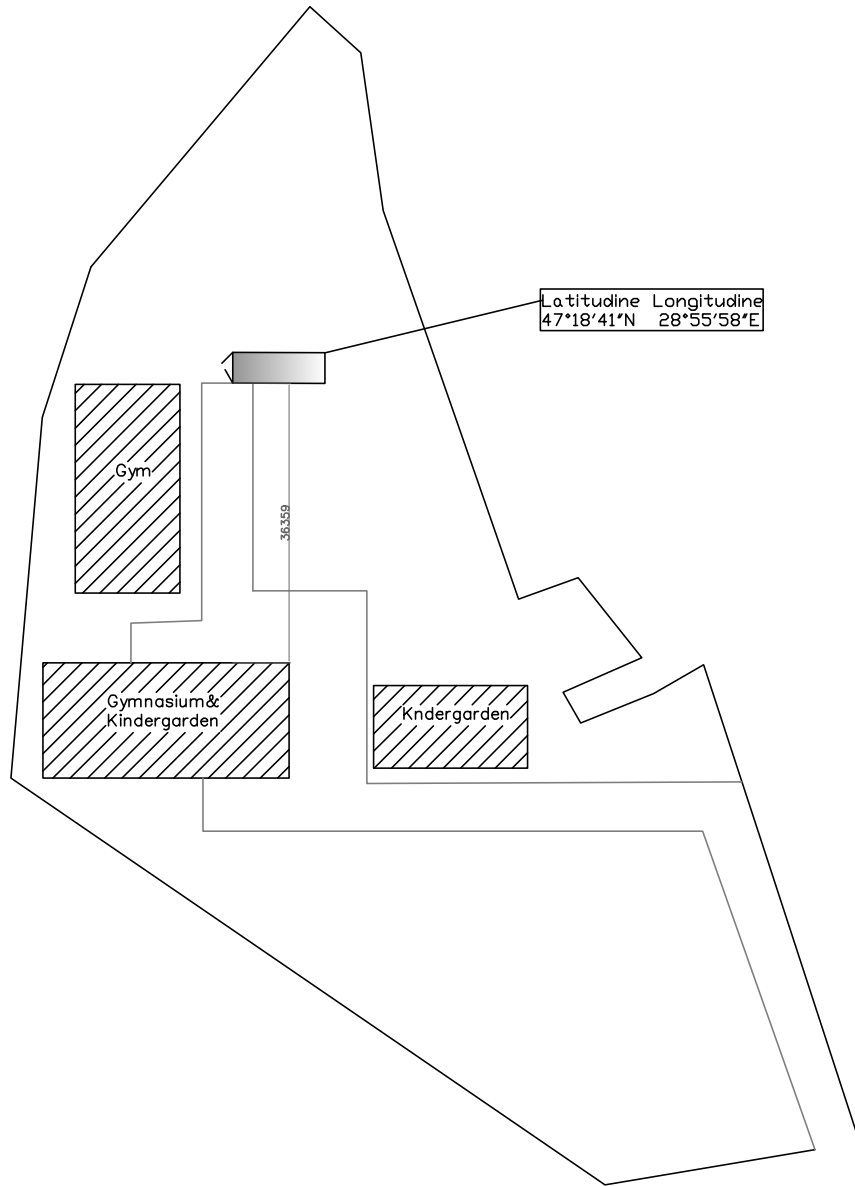 Latitudine Longitudine
47°18'41"N 28°55'58"E
Gym
36359
Gymnasium&
Kindergarden
Kndergarden